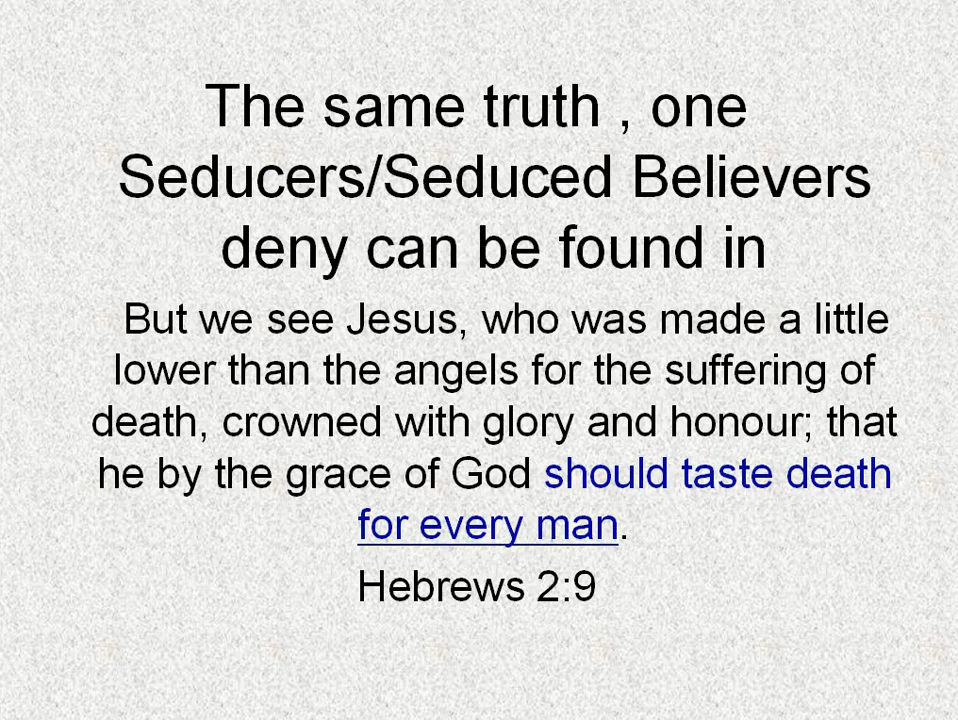 The same truth , one
Seducers/Seduced Believers
deny can be found in
But we see Jesus, who was made a little
lower than the angels for the suffering of
death, crowned with glory and honour; that
he by the grace of God should taste death
for every man.
Hebrews 2:9